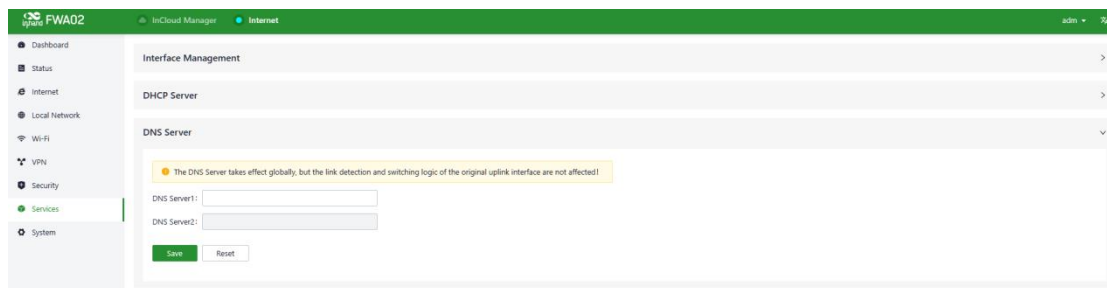 inhand FWA02
InCloud Manager
Internet
adm
Dashboard
Status
Internet
Local Network
Wi-Fi
VPN
Security
Services
System
Interface Management
DHCP Server
DNS Server
The DNS Server takes effect globally, but the link detection and switching logic of the original uplink interface are not affected!
DNS Server1:
DNS Server2:
Save
Reset